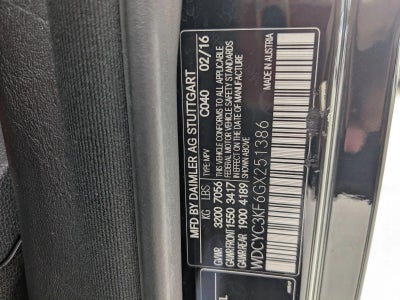 MFD BY DAIMLER AG STUTTGART
C040 02/16
VEHICLE CONFORMS TO ALL APPLICABLE
FEDERAL MOTOR VEHICLE SAFETY STANDARDS
IN EFFECT ON THE DATE OF MANUFACTURE
SHOWN ABOVE
MADE IN AUSTRIA
TYPE:MPV
KG LBS
GVWR 3200 7056
GAWR FRONT 1550 3417
GAWR REAR 1900 4189
WDCYC3KF6GX251386